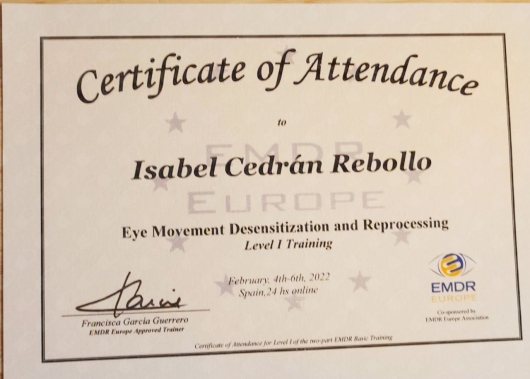 Certificate of Attendance
to
EMDR
Isabel Cedrán Rebollo
EUROPE
Eye Movement Desensitization and Reprocessing
Level I Training
February, 4th-6th, 2022
Spain,24 hs online
Francisca García Guerrero
EMDR Europe Approved Trainer
EMDR
EUROPE
Co-sponsored by
EMDR Europe Association
Certificate of Attendance for Level I of the two-part EMDR Basic Training